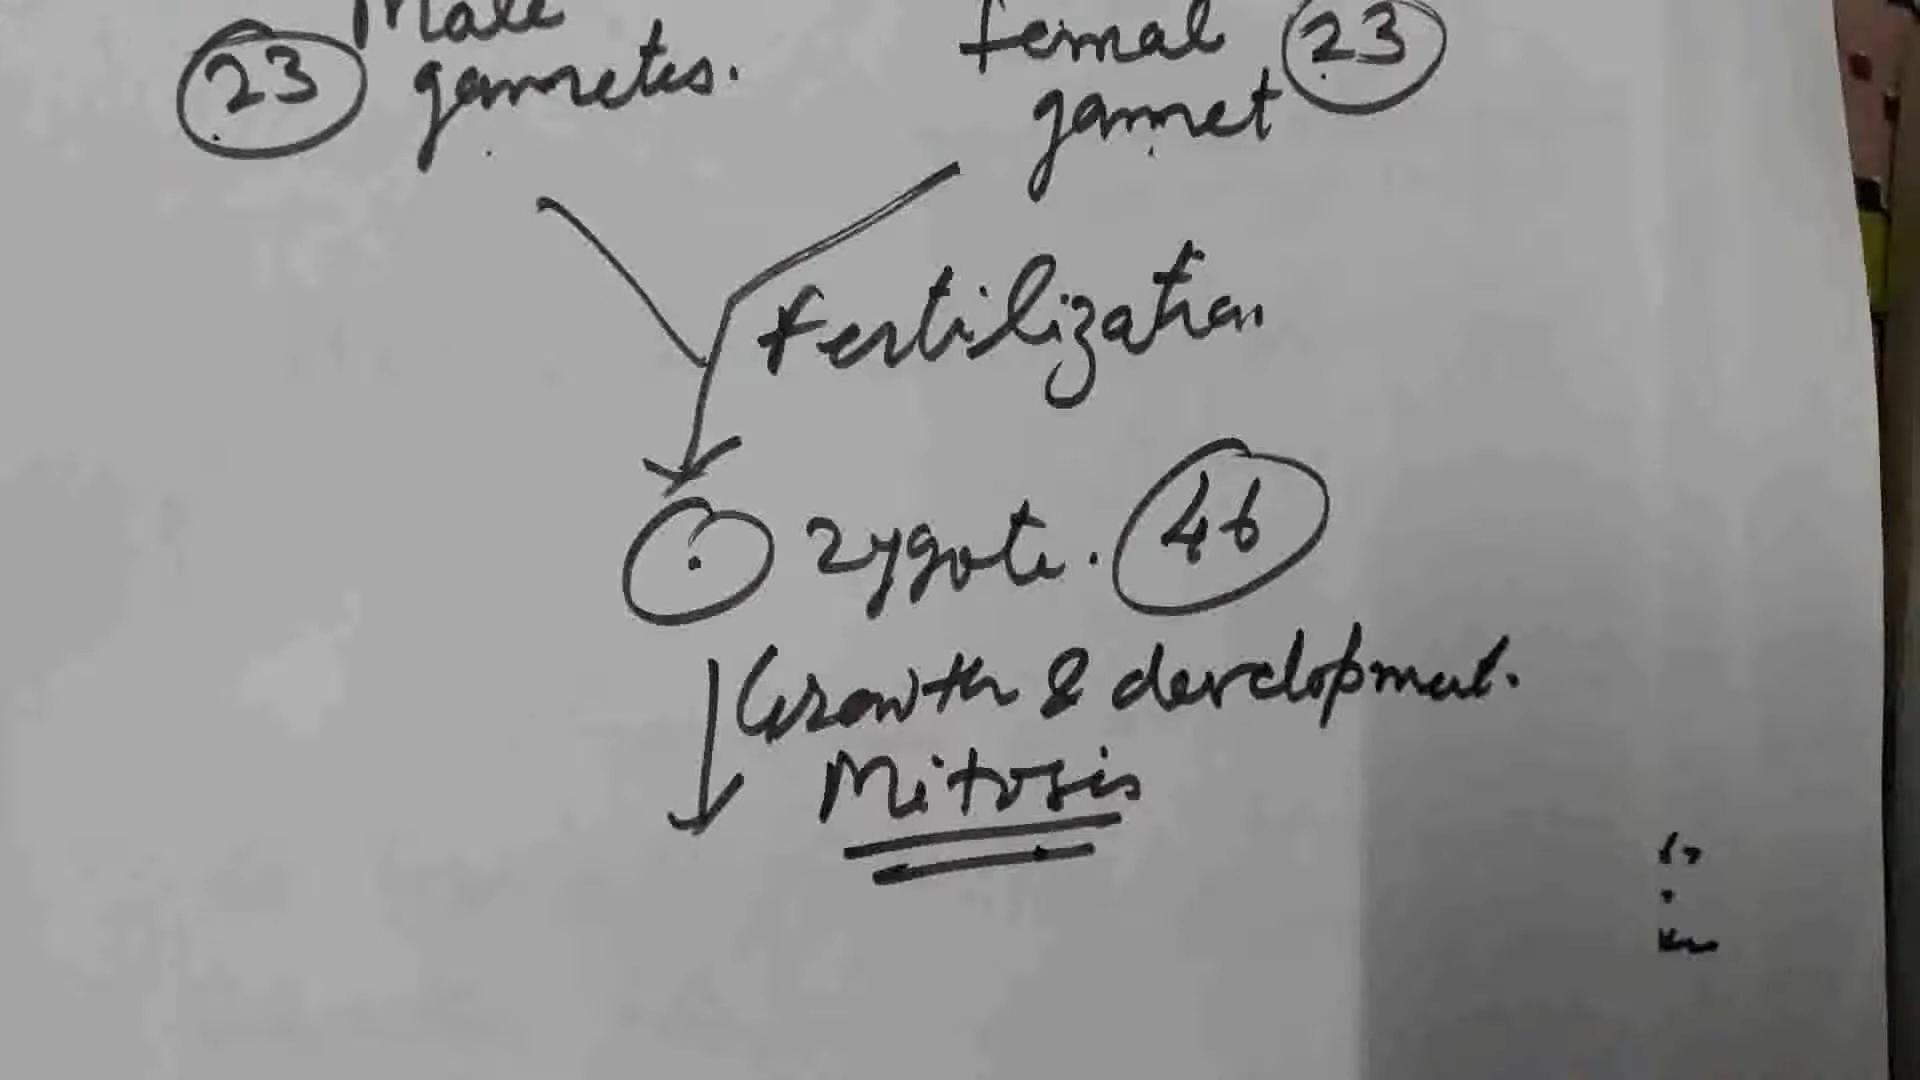 Male
23 gametes.
femal 23
gamet
fertilization
zygote. 46
Growth & development.
Mitosis